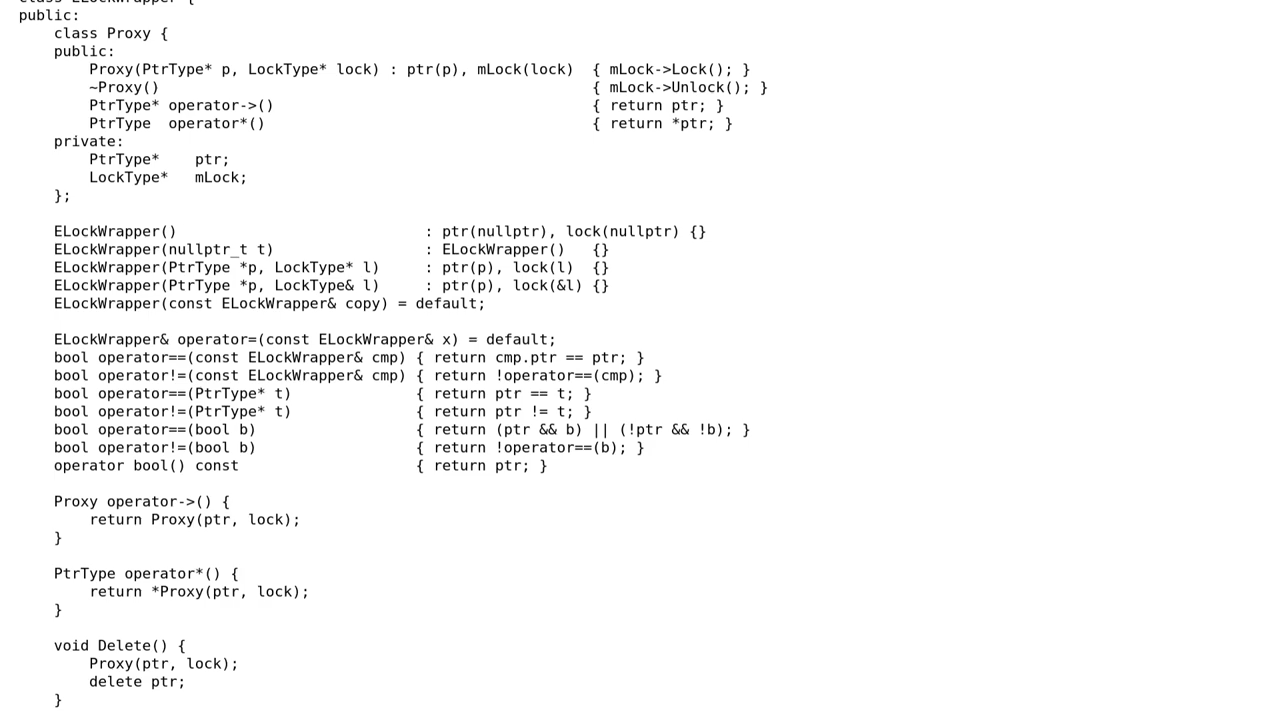 public:
    class Proxy {
    public:
        Proxy(PtrType* p, LockType* lock) : ptr(p), mLock(lock)  { mLock->Lock(); }
        ~Proxy()                                                 { mLock->Unlock(); }
        PtrType* operator->()                                    { return ptr; }
        PtrType  operator*()                                     { return *ptr; }
    private:
        PtrType*    ptr;
        LockType*   mLock;
    };

    ELockWrapper()                            : ptr(nullptr), lock(nullptr) {}
    ELockWrapper(nullptr_t t)                 : ELockWrapper()   {}
    ELockWrapper(PtrType *p, LockType* l)     : ptr(p), lock(l)  {}
    ELockWrapper(PtrType *p, LockType& l)     : ptr(p), lock(&l) {}
    ELockWrapper(const ELockWrapper& copy) = default;

    ELockWrapper& operator=(const ELockWrapper& x) = default;
    bool operator==(const ELockWrapper& cmp) { return cmp.ptr == ptr; }
    bool operator!=(const ELockWrapper& cmp) { return !operator==(cmp); }
    bool operator==(PtrType* t)              { return ptr == t; }
    bool operator!=(PtrType* t)              { return ptr != t; }
    bool operator==(bool b)                  { return (ptr && b) || (!ptr && !b); }
    bool operator!=(bool b)                  { return !operator==(b); }
    operator bool() const                    { return ptr; }

    Proxy operator->() {
        return Proxy(ptr, lock);
    }

    PtrType operator*() {
        return *Proxy(ptr, lock);
    }

    void Delete() {
        Proxy(ptr, lock);
        delete ptr;
    }